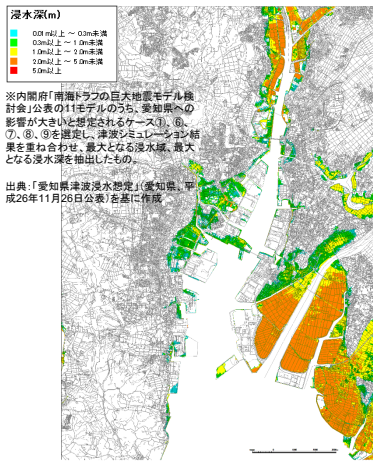 浸水深(m)
0.01m以上 ～ 0.3m未満
0.3m以上 ～ 1.0m未満
1.0m以上 ～ 2.0m未満
2.0m以上 ～ 5.0m未満
5.0m以上
※内閣府「南海トラフの巨大地震モデル検
討会」公表の11モデルのうち、愛知県への
影響が大きいと想定されるケース①、⑥、
⑦、⑧、⑨を選定し、津波シミュレーション結
果を重ね合わせ、最大となる浸水域、最大
となる浸水深を抽出したもの。
出典：「愛知県津波浸水想定」（愛知県、平
成26年11月26日公表）を基に作成